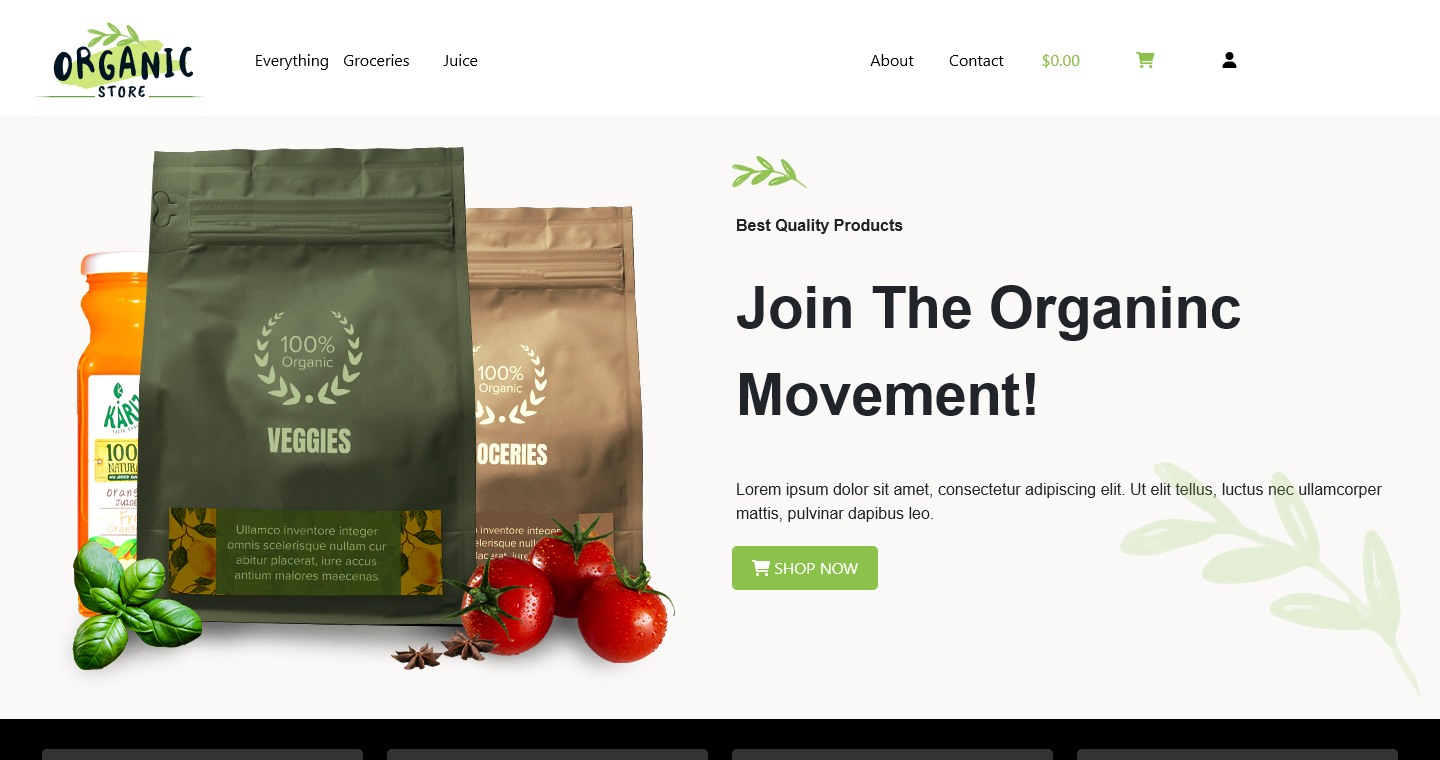 ORGANIC
STORE
Everything
Groceries
Juice
About
Contact
$0.00
Best Quality Products
Join The Organinc
Movement!
Lorem ipsum dolor sit amet, consectetur adipiscing elit. Ut elit tellus, luctus nec ullamcorper
mattis, pulvinar dapibus leo.
SHOP NOW
100%
Organic
VEGGIES
Ullamco inventore integer
omnis scelerisque nullam cur
abitur placerat, iure accus
antium maiores maecenas
100%
Organic
OCERIES
inventore integer
100
JUICE